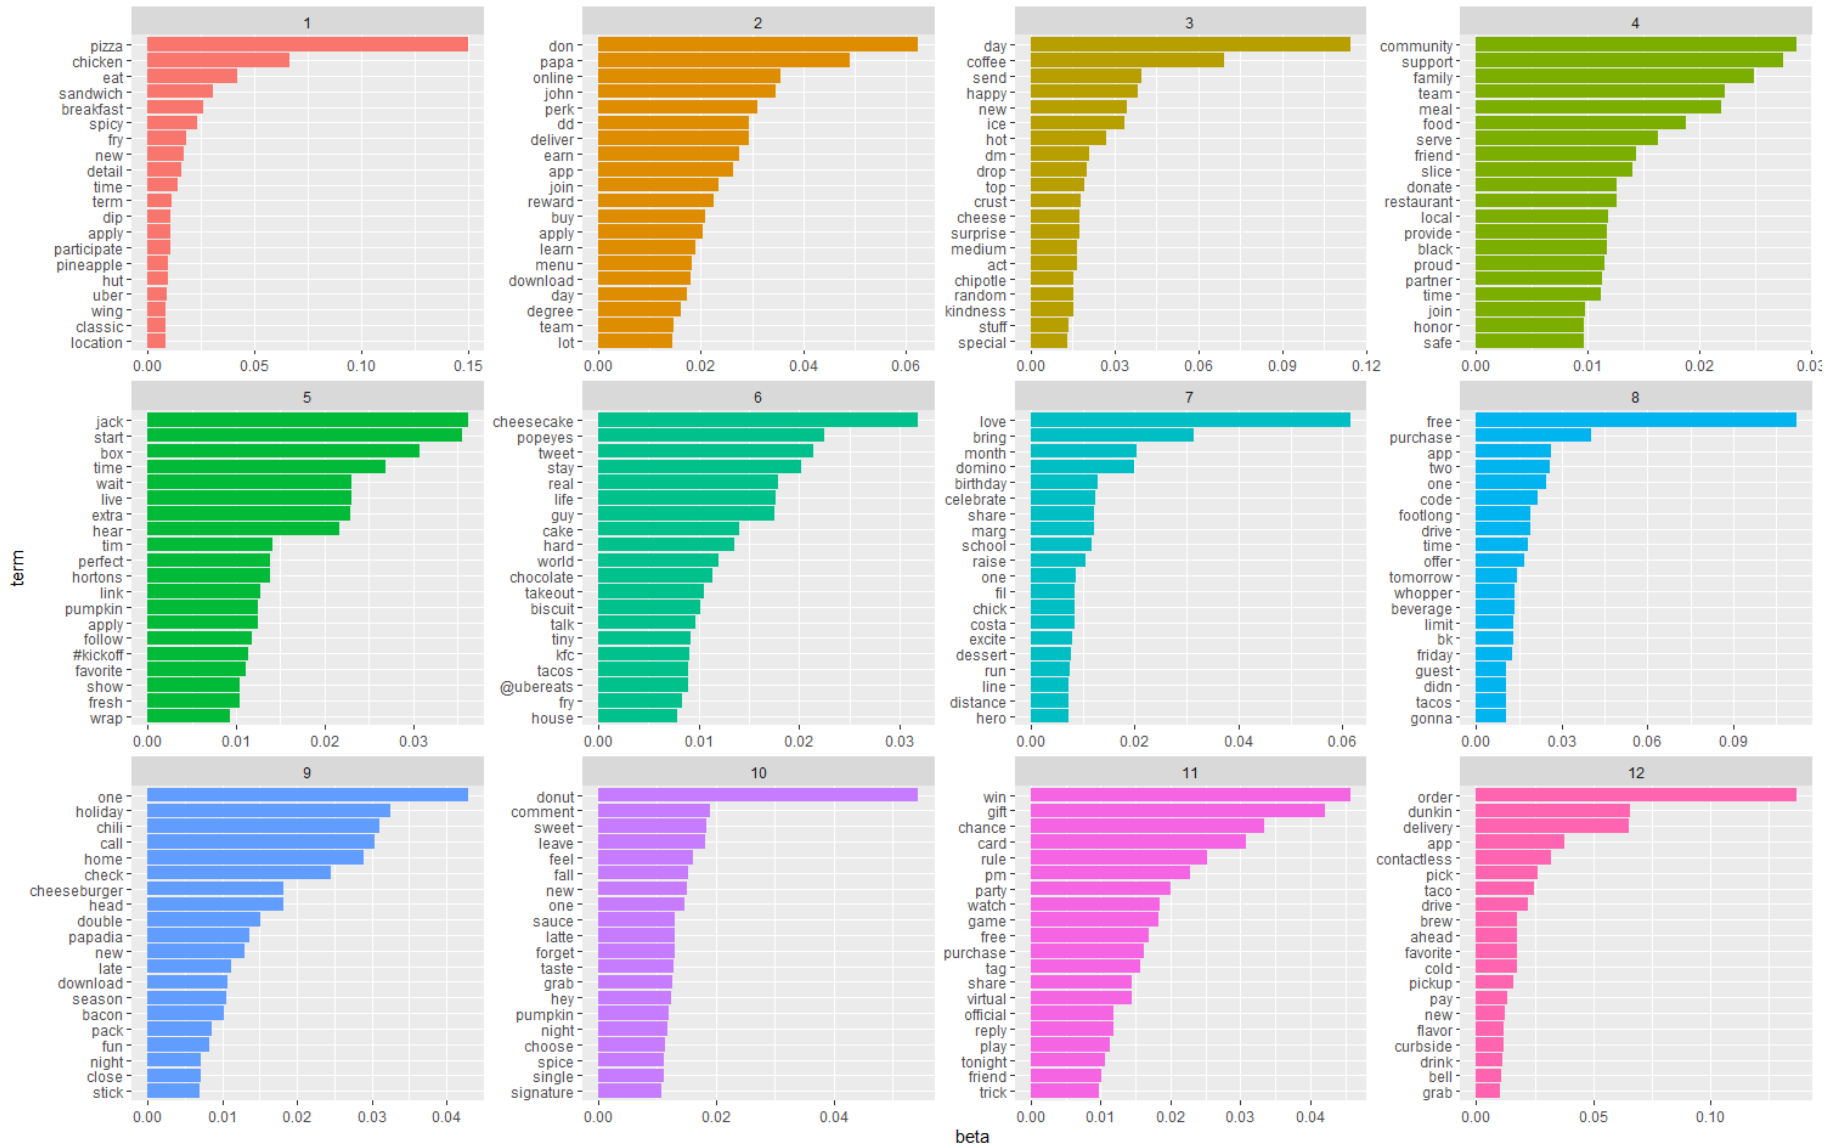 1
pizza
chicken
eat
sandwich
breakfast
spicy
fry
new
detail
time
term
dip
apply
participate
pineapple
hut
uber
wing
classic
location
0.00 0.05 0.10 0.15
2
don
papa
online
john
perk
dd
deliver
earn
app
join
reward
buy
apply
learn
menu
download
day
degree
team
lot
0.00 0.02 0.04 0.06
3
day
coffee
send
happy
new
ice
hot
dm
drop
top
crust
cheese
surprise
medium
act
chipotle
random
kindness
stuff
special
0.00 0.03 0.06 0.09 0.12
4
community
support
family
team
meal
food
serve
friend
slice
donate
restaurant
local
provide
black
proud
partner
time
join
honor
safe
0.00 0.01 0.02 0.03
5
jack
start
box
time
wait
live
extra
hear
tim
perfect
hortons
link
pumpkin
apply
follow
#kickoff
favorite
show
fresh
wrap
0.00 0.01 0.02 0.03
6
cheesecake
popeyes
tweet
stay
real
life
guy
cake
hard
world
chocolate
takeout
biscuit
talk
tiny
kfc
tacos
@ubereats
fry
house
0.00 0.01 0.02 0.03
7
love
bring
month
domino
birthday
celebrate
share
marg
school
raise
one
fil
chick
costa
excite
dessert
run
line
distance
hero
0.00 0.02 0.04 0.06
8
free
purchase
app
two
one
code
footlong
drive
time
offer
tomorrow
whopper
beverage
limit
bk
friday
guest
didn
tacos
gonna
0.00 0.03 0.06 0.09
9
one
holiday
chili
call
home
check
cheeseburger
head
double
papadia
new
late
download
season
bacon
pack
fun
night
close
stick
0.00 0.01 0.02 0.03 0.04
10
donut
comment
sweet
leave
feel
fall
new
one
sauce
latte
forget
taste
grab
hey
pumpkin
night
choose
spice
single
signature
0.00 0.02 0.04
11
win
gift
chance
card
rule
pm
party
watch
game
free
purchase
tag
share
virtual
official
reply
play
tonight
friend
trick
0.00 0.01 0.02 0.03 0.04
12
order
dunkin
delivery
app
contactless
pick
taco
drive
brew
ahead
favorite
cold
pickup
pay
new
flavor
curbside
drink
bell
grab
0.00 0.05 0.10
term
beta